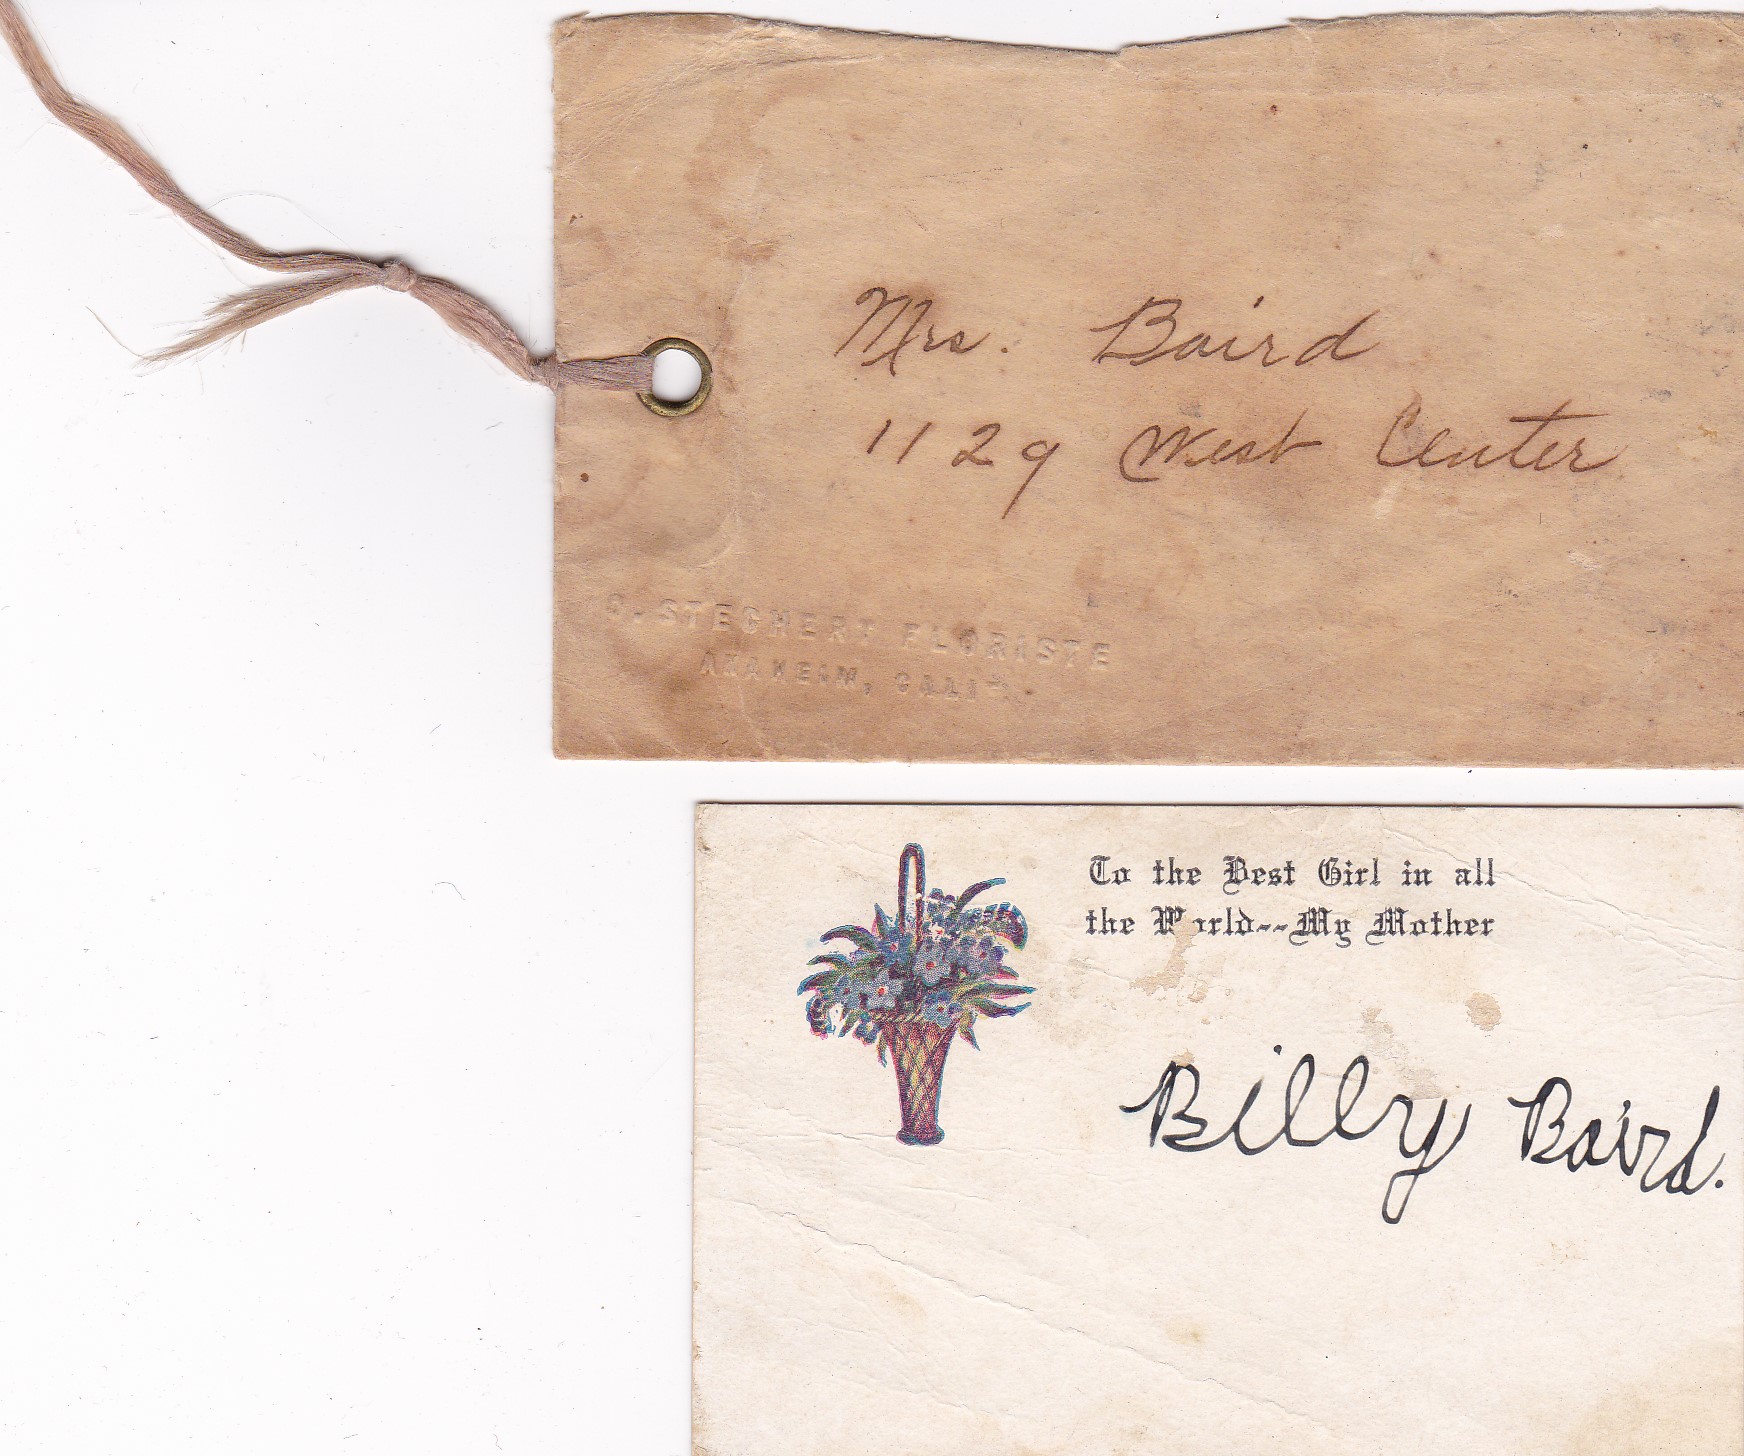 Mrs. Baird
1129 West Center
C. STECHERT FLORISTE
ANAHEIM, CALIF.
To the Best Girl in all
the World--My Mother
Billy Baird.